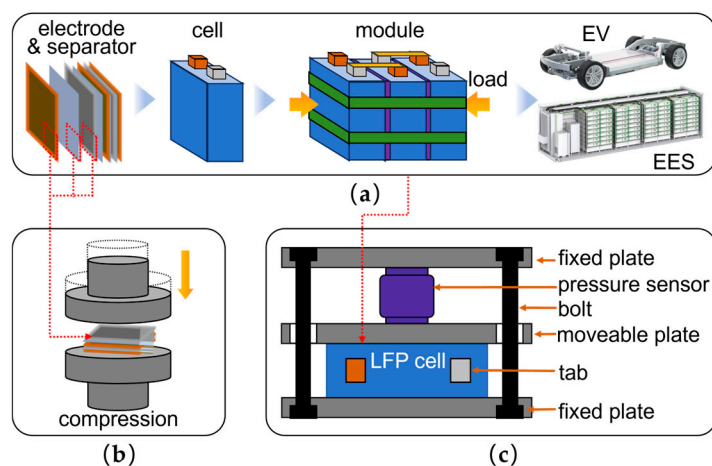 electrode
& separator
cell
module
EV
load
EES
(a)
compression
(b)
fixed plate
pressure sensor
bolt
moveable plate
LFP cell
tab
fixed plate
(c)